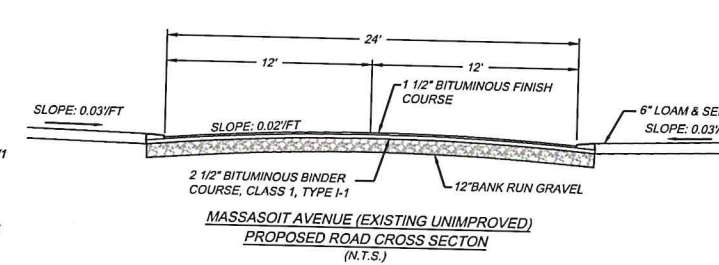 24'
12'
12'
1 1/2" BITUMINOUS FINISH
COURSE
SLOPE: 0.03'/FT
SLOPE: 0.02'/FT
6" LOAM &
SLOPE: 0.03'/
2 1/2" BITUMINOUS BINDER
COURSE, CLASS 1, TYPE I-1
12"BANK RUN GRAVEL
MASSASOIT AVENUE (EXISTING UNIMPROVED)
PROPOSED ROAD CROSS SECTON
(N.T.S.)